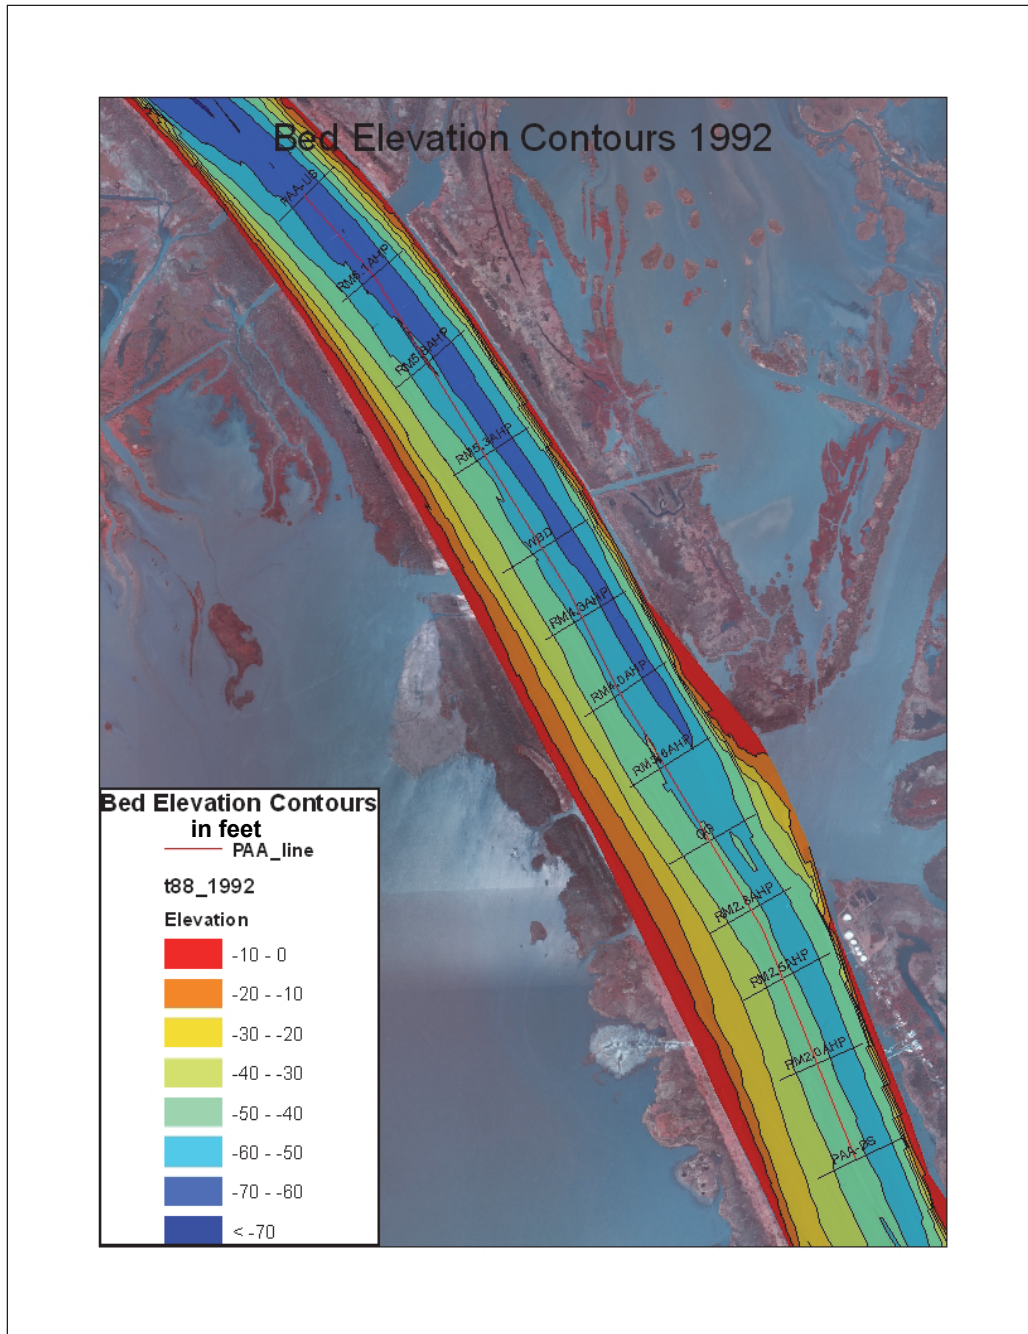 Bed Elevation Contours 1992
PAA-US
RM6.1AHP
RM5.8AHP
RM5.3AHP
WBD
RM4.3AHP
RM4.0AHP
RM3.6AHP
RM2.8AHP
RM2.5AHP
RM2.0AHP
PAA-DS
Bed Elevation Contours
in feet
PAA_line
t88_1992
Elevation
-10 - 0
-20 - -10
-30 - -20
-40 - -30
-50 - -40
-60 - -50
-70 - -60
< -70